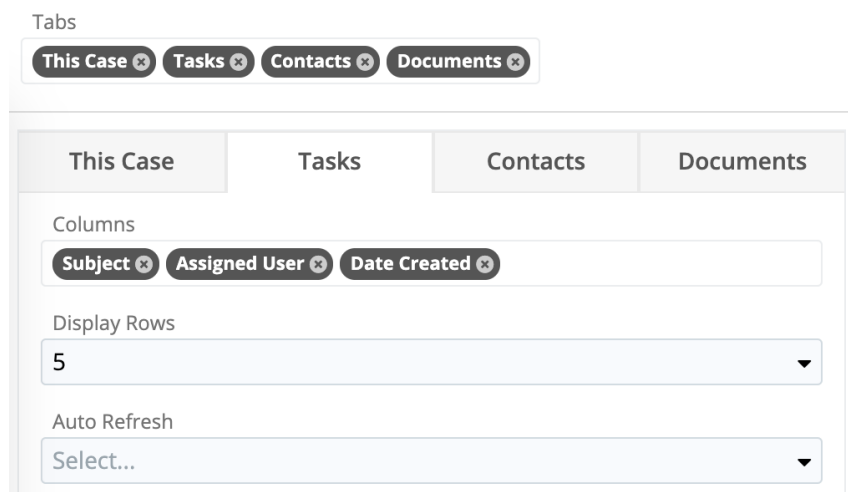 Tabs
This Case Tasks Contacts Documents
This Case Tasks Contacts Documents
Columns
Subject Assigned User Date Created
Display Rows
5
Auto Refresh
Select...